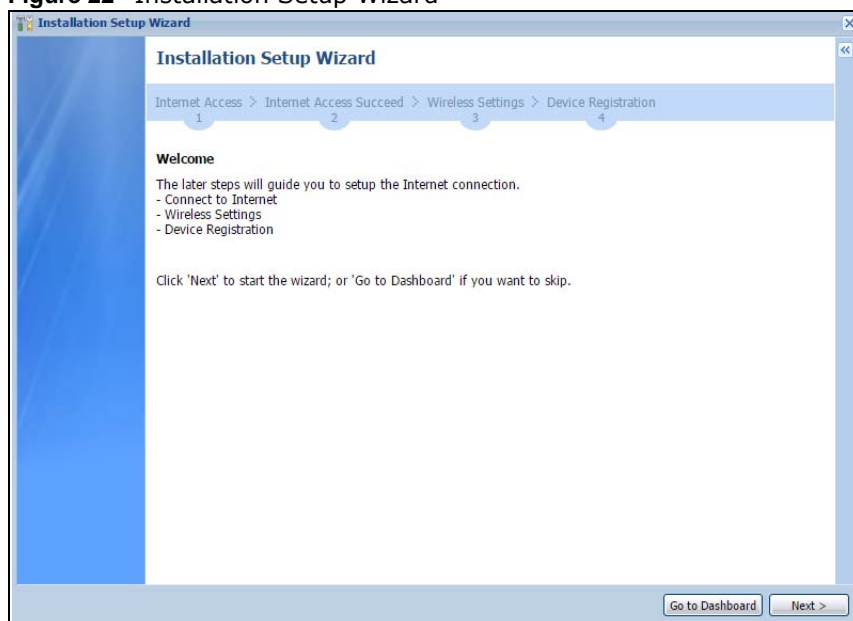 Figure 22 Installation Setup Wizard
Installation Setup Wizard
Installation Setup Wizard
Internet Access > Internet Access Succeed > Wireless Settings > Device Registration
1 2 3 4
Welcome
The later steps will guide you to setup the Internet connection.
- Connect to Internet
- Wireless Settings
- Device Registration
Click 'Next' to start the wizard; or 'Go to Dashboard' if you want to skip.
Go to Dashboard Next >